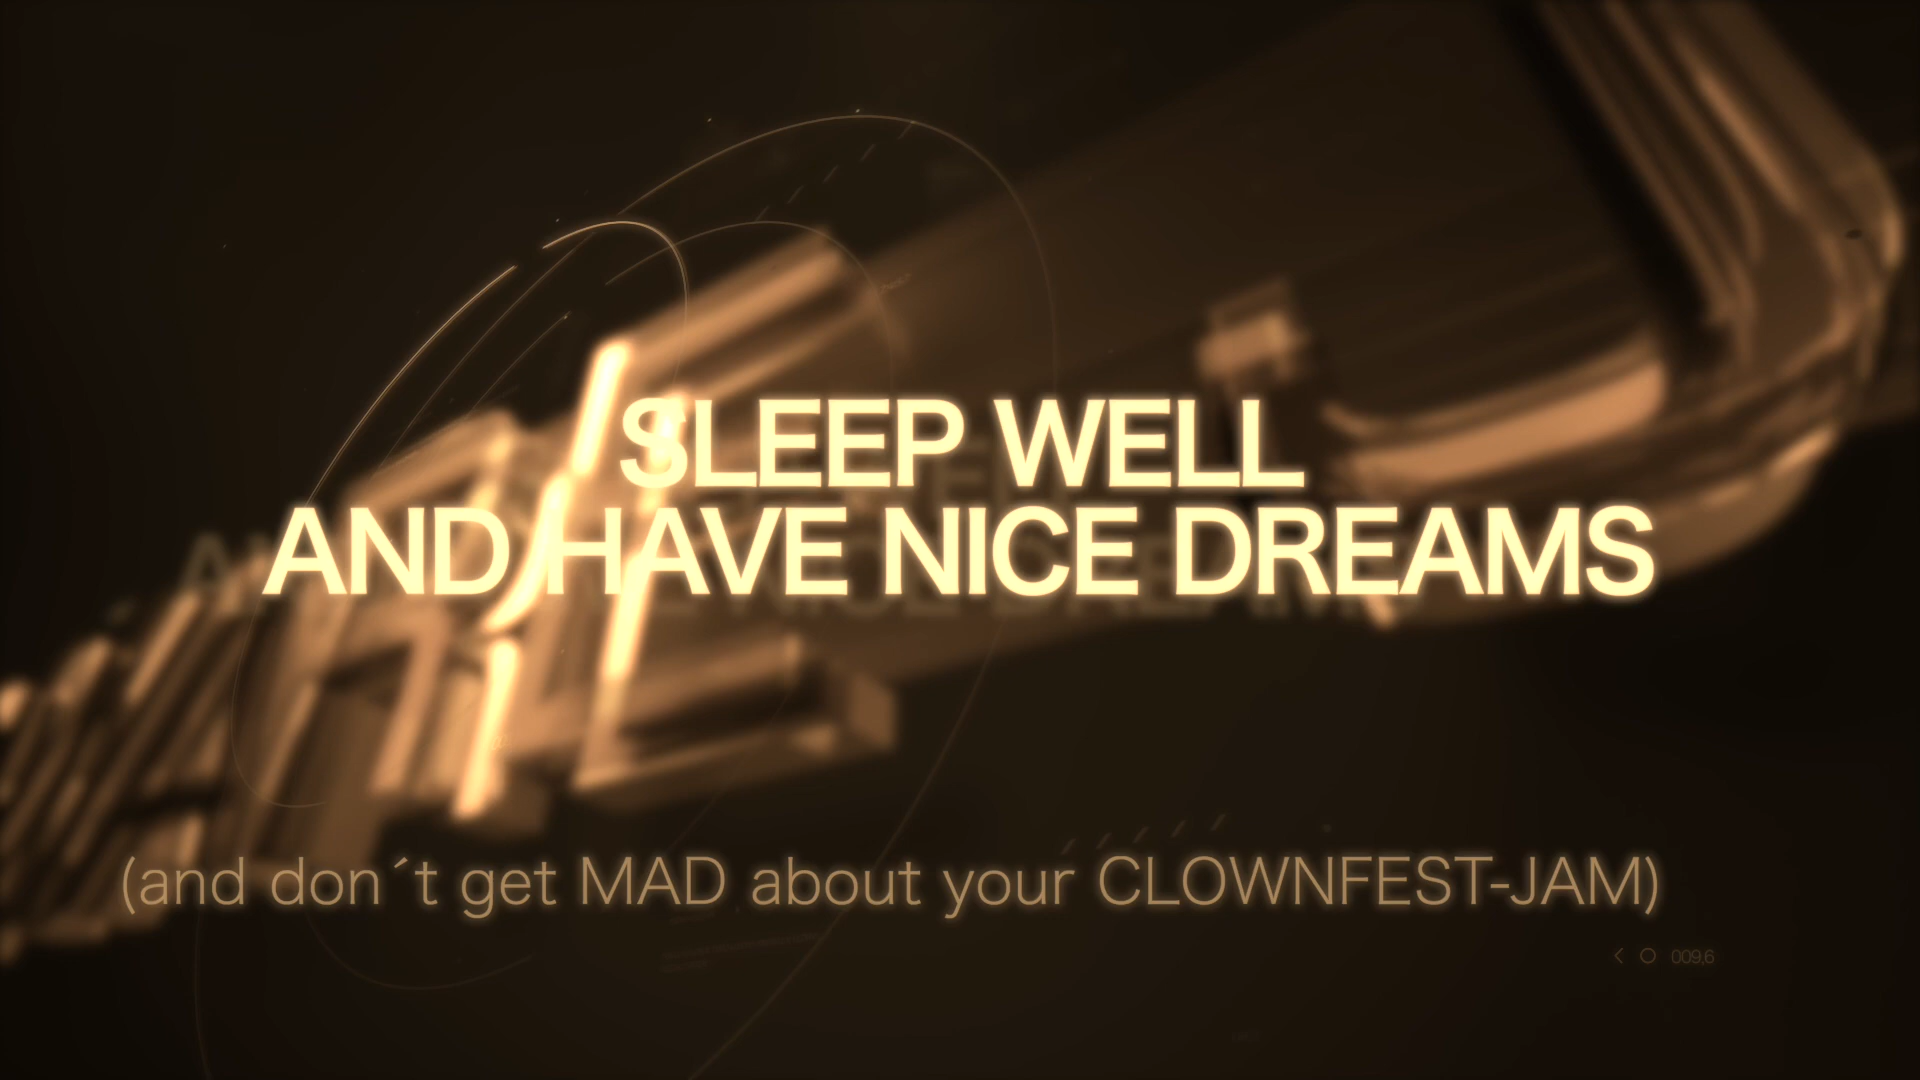 SLEEP WELL
AND HAVE NICE DREAMS
(and don´t get MAD about your CLOWNFEST-JAM)
009,6